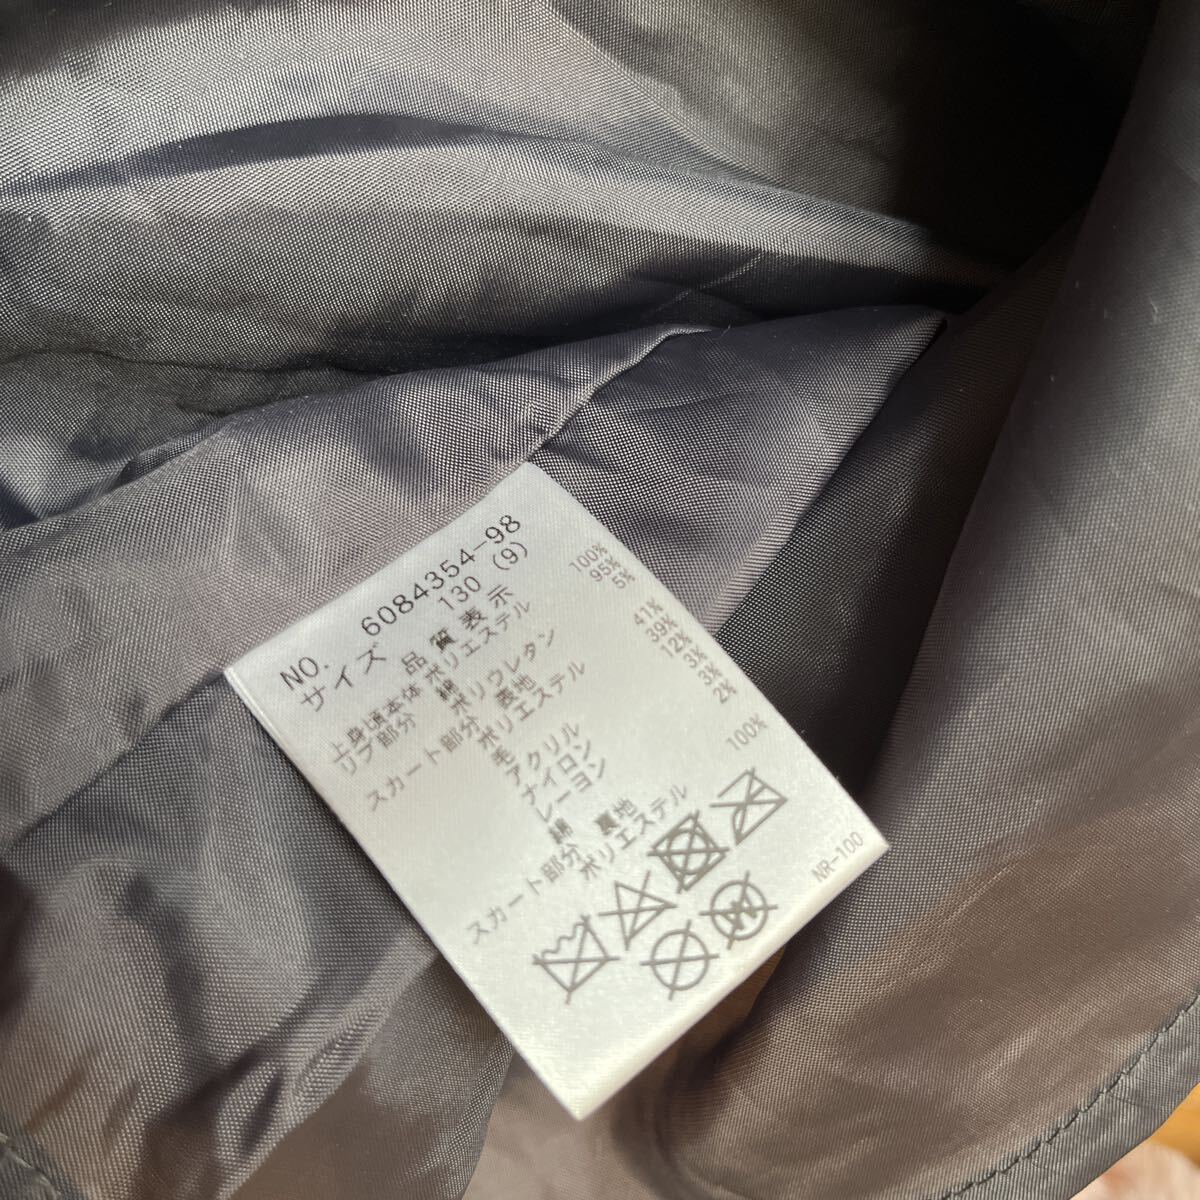 NO. 6084354-98
サイズ 130 (9)
品質表示
上身頃本体 ポリエステル 100%
リブ部分 綿 95%
ポリウレタン 5%
スカート部分 表地
ポリエステル 41%
毛 39%
アクリル 12%
ナイロン 3%
レーヨン 3%
綿 2%
スカート部分 裏地
ポリエステル 100%
NR-100